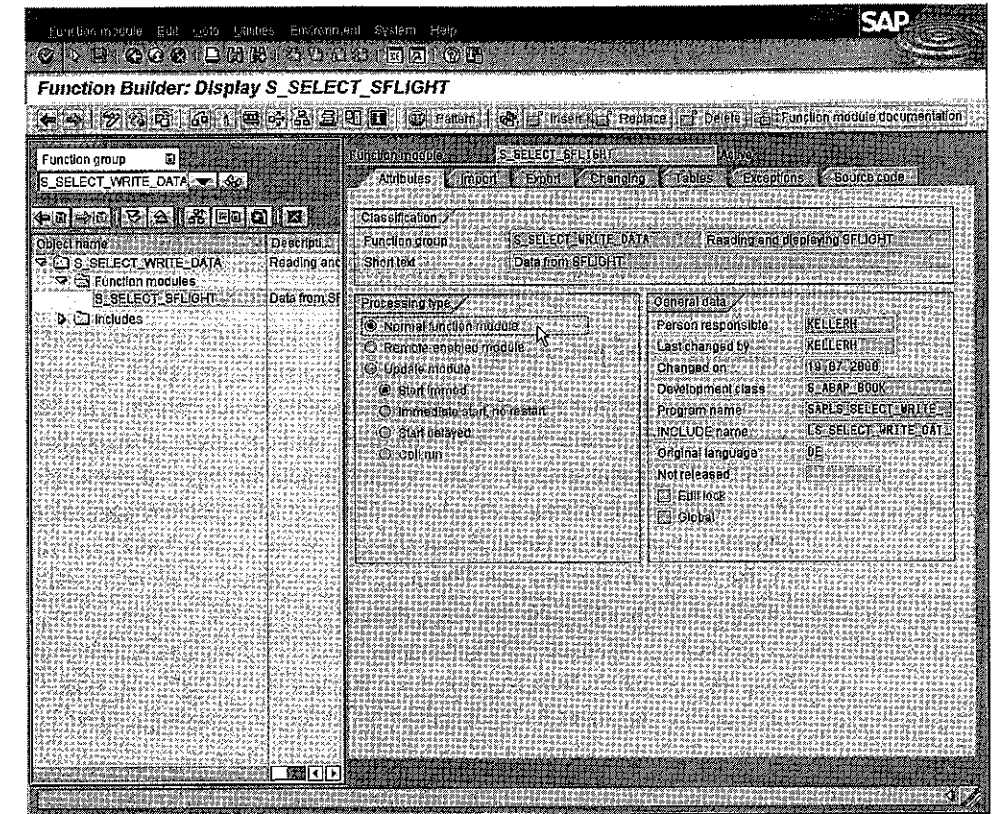 Function module Edit Goto Utilities Environment System Help
SAP
Function Builder: Display S_SELECT_SFLIGHT
Pattern Insert Replace Delete Function module documentation
Function group
S_SELECT_WRITE_DATA
Object name Descripti...
S_SELECT_WRITE_DATA Reading and
Function modules
S_SELECT_SFLIGHT Data from SF
Includes
Function module S_SELECT_SFLIGHT Active
Attributes Import Export Changing Tables Exceptions Source code
Classification
Function group S_SELECT_WRITE_DATA Reading and displaying SFLIGHT
Short text Data from SFLIGHT
Processing type
Normal function module
Remote-enabled module
Update module
Start immed.
Immediate start, no restart
Start delayed
Coll.run
General data
Person responsible KELLERH
Last changed by KELLERH
Changed on 19.07.2000
Development class S_ABAP_BOOK
Program name SAPLS_SELECT_WRITE_
INCLUDE name LS_SELECT_WRITE_DAT
Original language DE
Not released
Edit lock
Global